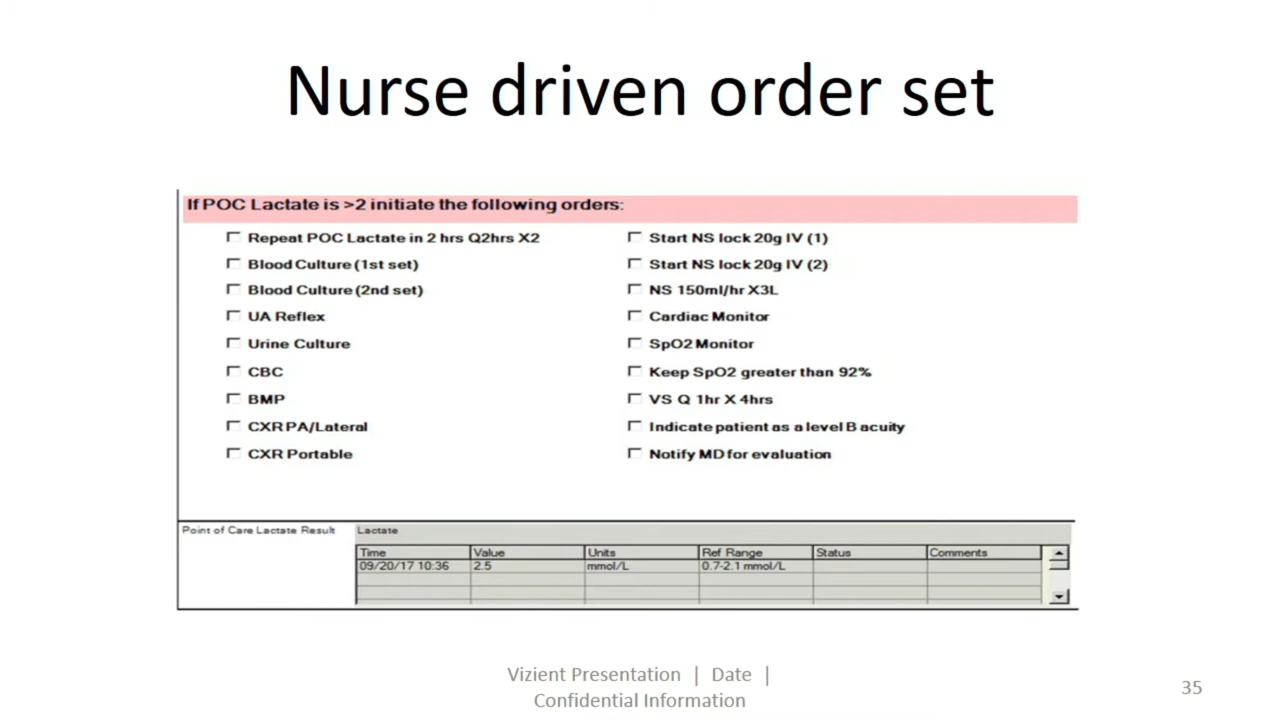 Nurse driven order set
If POC Lactate is >2 initiate the following orders:
Repeat POC Lactate in 2 hrs Q2hrs X2
Blood Culture (1st set)
Blood Culture (2nd set)
UA Reflex
Urine Culture
CBC
BMP
CXR PA/Lateral
CXR Portable
Start NS lock 20g IV (1)
Start NS lock 20g IV (2)
NS 150ml/hr X3L
Cardiac Monitor
SpO2 Monitor
Keep SpO2 greater than 92%
VS Q 1hr X 4hrs
Indicate patient as a level B acuity
Notify MD for evaluation
Point of Care Lactate Result
Lactate
Time Value Units Ref Range Status Comments
09/20/17 10:36 2.5 mmol/L 0.7-2.1 mmol/L
Vizient Presentation | Date |
Confidential Information
35